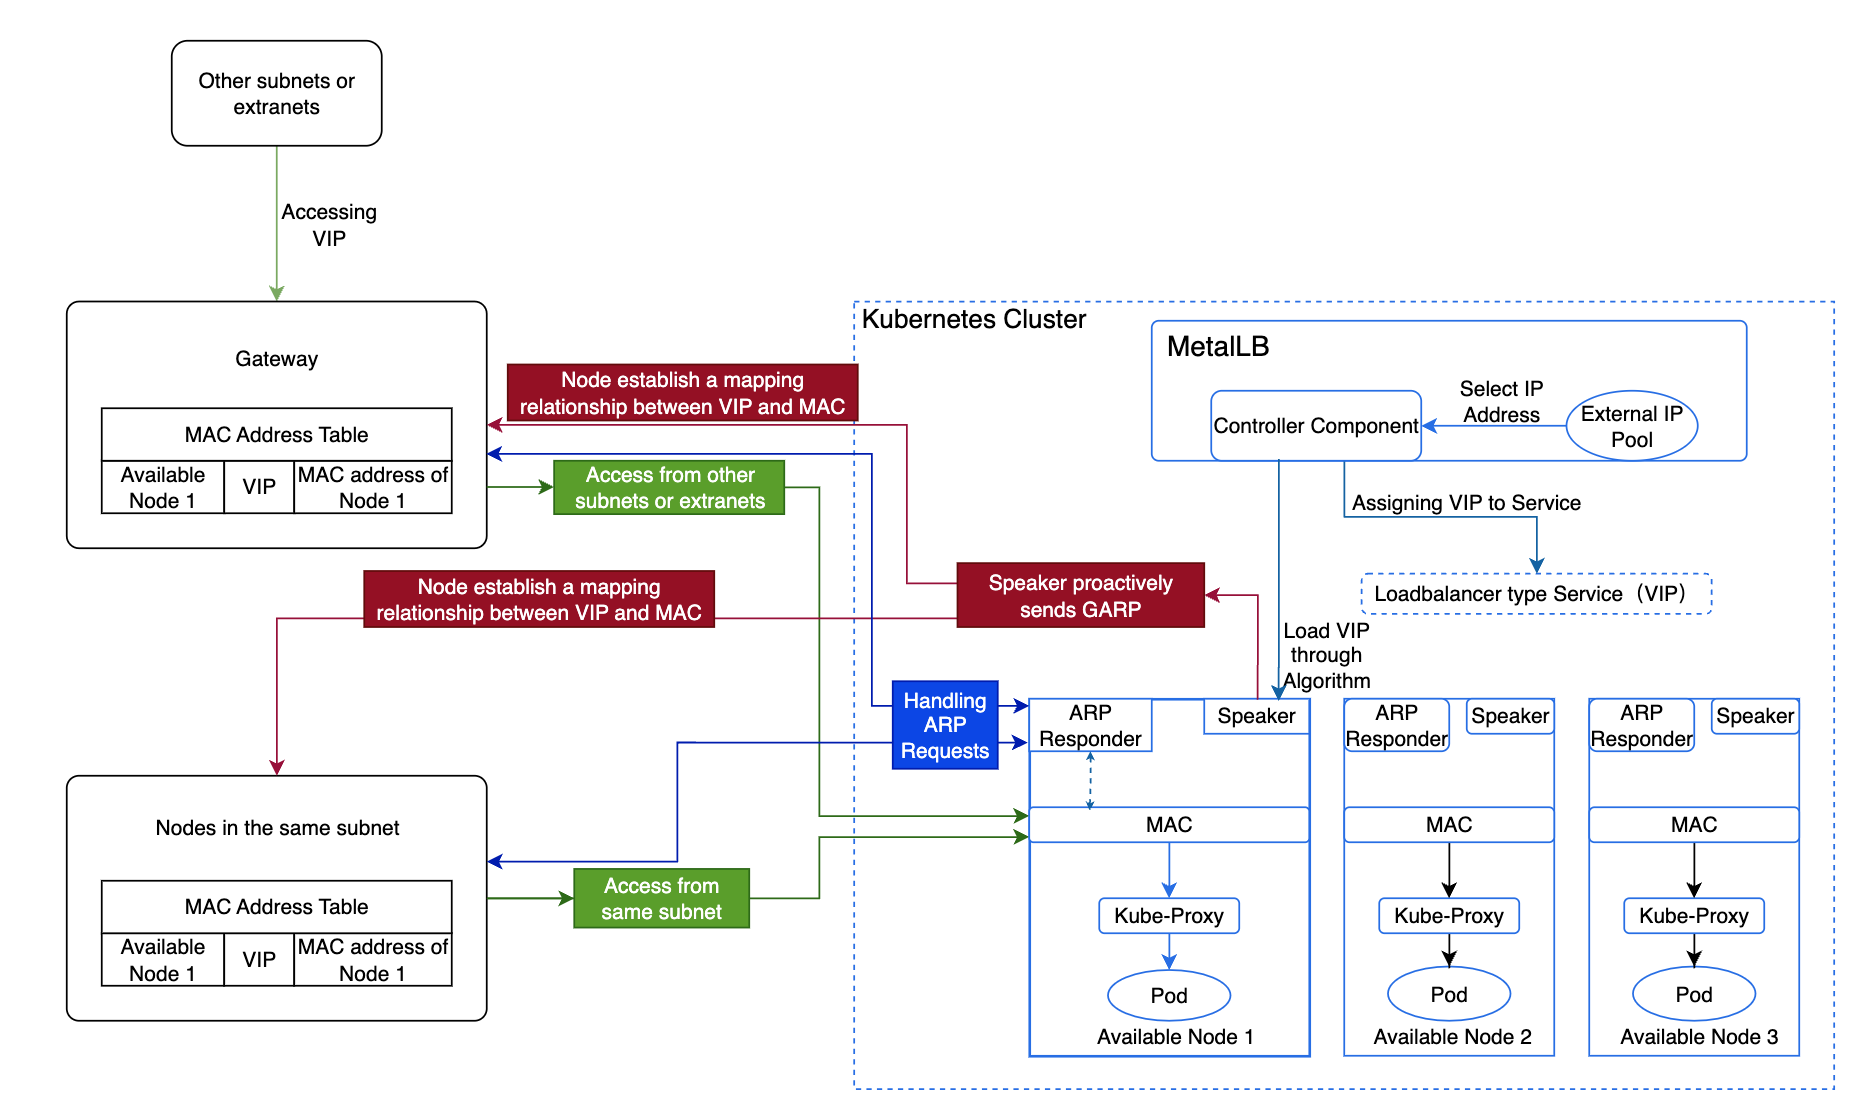 Other subnets or
extranets
Accessing
VIP
Gateway
MAC Address Table
Available
Node 1
VIP
MAC address of
Node 1
Node establish a mapping
relationship between VIP and MAC
Access from other
subnets or extranets
Node establish a mapping
relationship between VIP and MAC
Speaker proactively
sends GARP
Handling
ARP
Requests
Nodes in the same subnet
MAC Address Table
Available
Node 1
VIP
MAC address of
Node 1
Access from
same subnet
Kubernetes Cluster
MetalLB
Controller Component
Select IP
Address
External IP
Pool
Assigning VIP to Service
Loadbalancer type Service（VIP）
Load VIP
through
Algorithm
ARP
Responder
Speaker
MAC
Kube-Proxy
Pod
Available Node 1
ARP
Responder
Speaker
MAC
Kube-Proxy
Pod
Available Node 2
ARP
Responder
Speaker
MAC
Kube-Proxy
Pod
Available Node 3